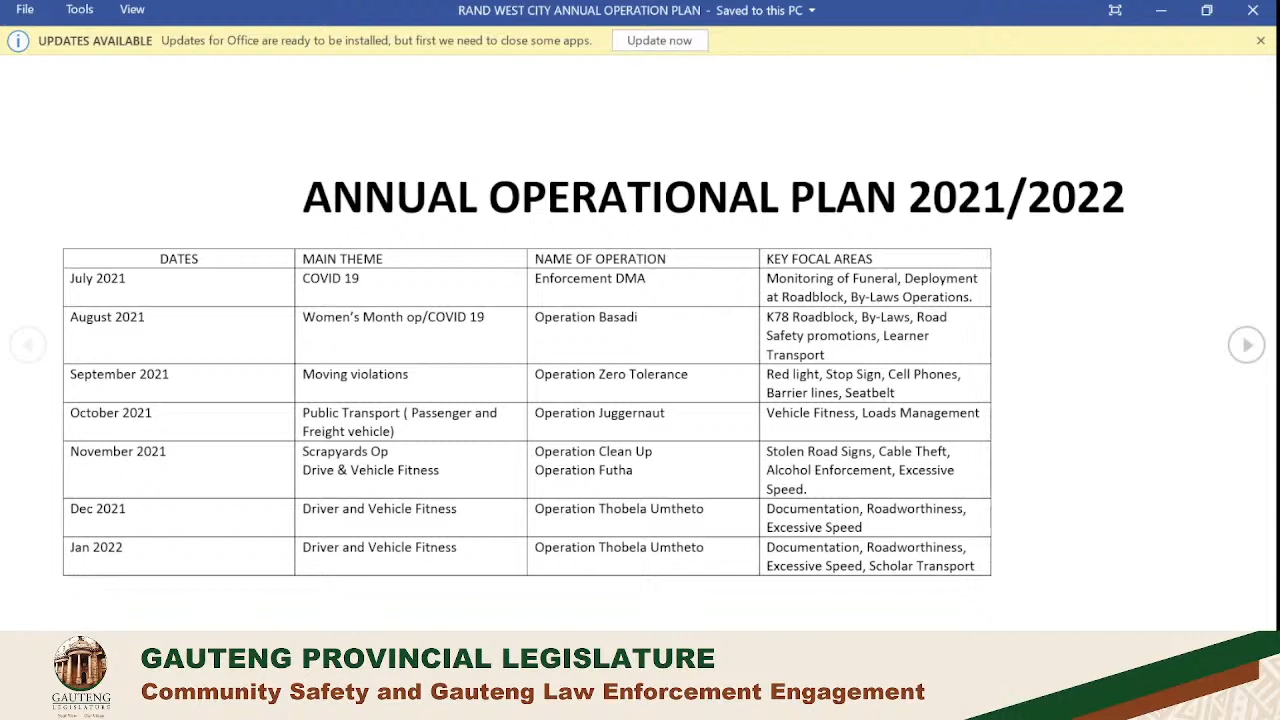 File Tools View RAND WEST CITY ANNUAL OPERATION PLAN - Saved to this PC
UPDATES AVAILABLE Updates for Office are ready to be installed, but first we need to close some apps. Update now
ANNUAL OPERATIONAL PLAN 2021/2022
DATES MAIN THEME NAME OF OPERATION KEY FOCAL AREAS
July 2021 COVID 19 Enforcement DMA Monitoring of Funeral, Deployment
at Roadblock, By-Laws Operations.
August 2021 Women's Month op/COVID 19 Operation Basadi K78 Roadblock, By-Laws, Road
Safety promotions, Learner
Transport
September 2021 Moving violations Operation Zero Tolerance Red light, Stop Sign, Cell Phones,
Barrier lines, Seatbelt
October 2021 Public Transport ( Passenger and Operation Juggernaut Vehicle Fitness, Loads Management
Freight vehicle)
November 2021 Scrapyards Op Operation Clean Up Stolen Road Signs, Cable Theft,
Drive & Vehicle Fitness Operation Futha Alcohol Enforcement, Excessive
Speed.
Dec 2021 Driver and Vehicle Fitness Operation Thobela Umtheto Documentation, Roadworthiness,
Excessive Speed
Jan 2022 Driver and Vehicle Fitness Operation Thobela Umtheto Documentation, Roadworthiness,
Excessive Speed, Scholar Transport
GAUTENG PROVINCIAL LEGISLATURE
Community Safety and Gauteng Law Enforcement Engagement
GAUTENG
LEGISLATURE